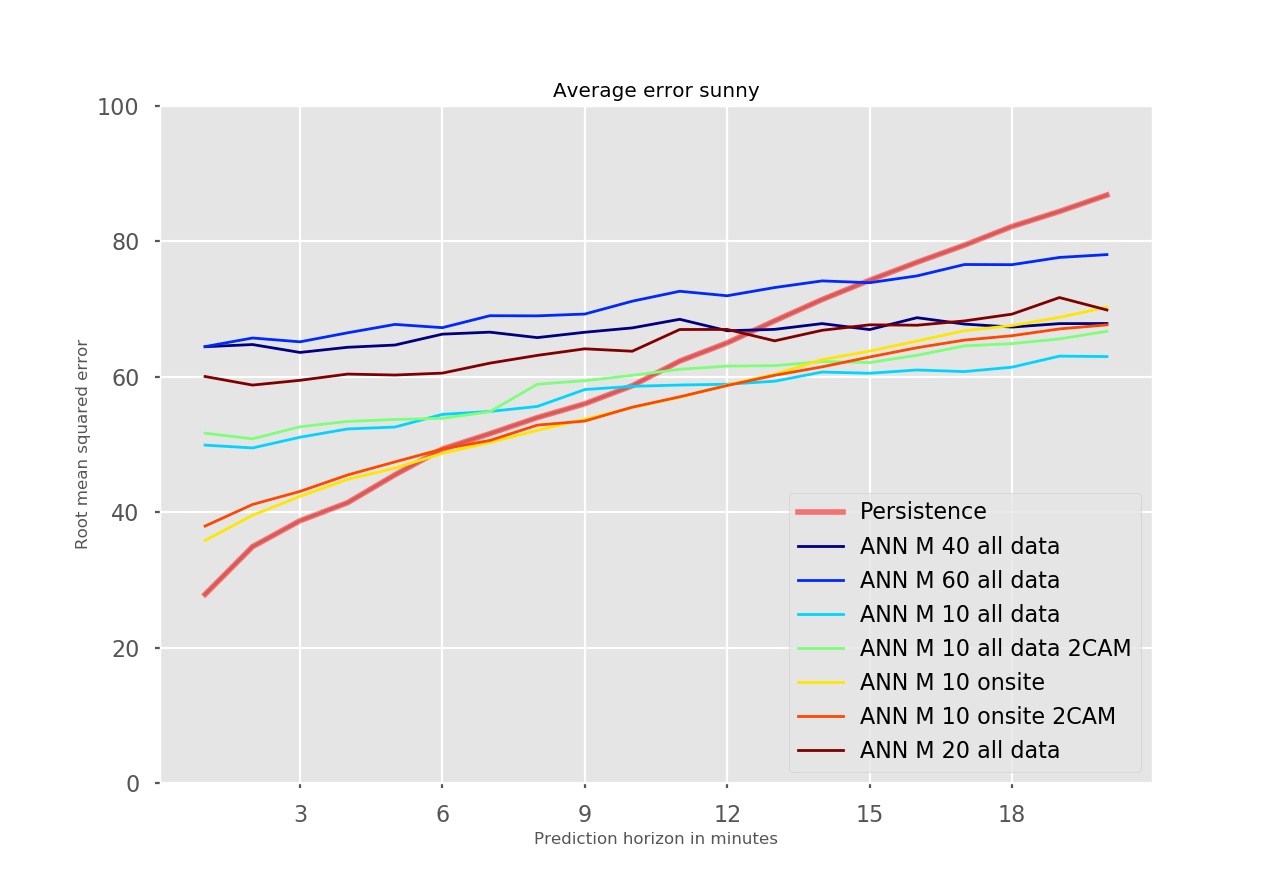 Average error sunny
100
80
60
40
20
0
Root mean squared error
3 6 9 12 15 18
Prediction horizon in minutes
Persistence
ANN M 40 all data
ANN M 60 all data
ANN M 10 all data
ANN M 10 all data 2CAM
ANN M 10 onsite
ANN M 10 onsite 2CAM
ANN M 20 all data